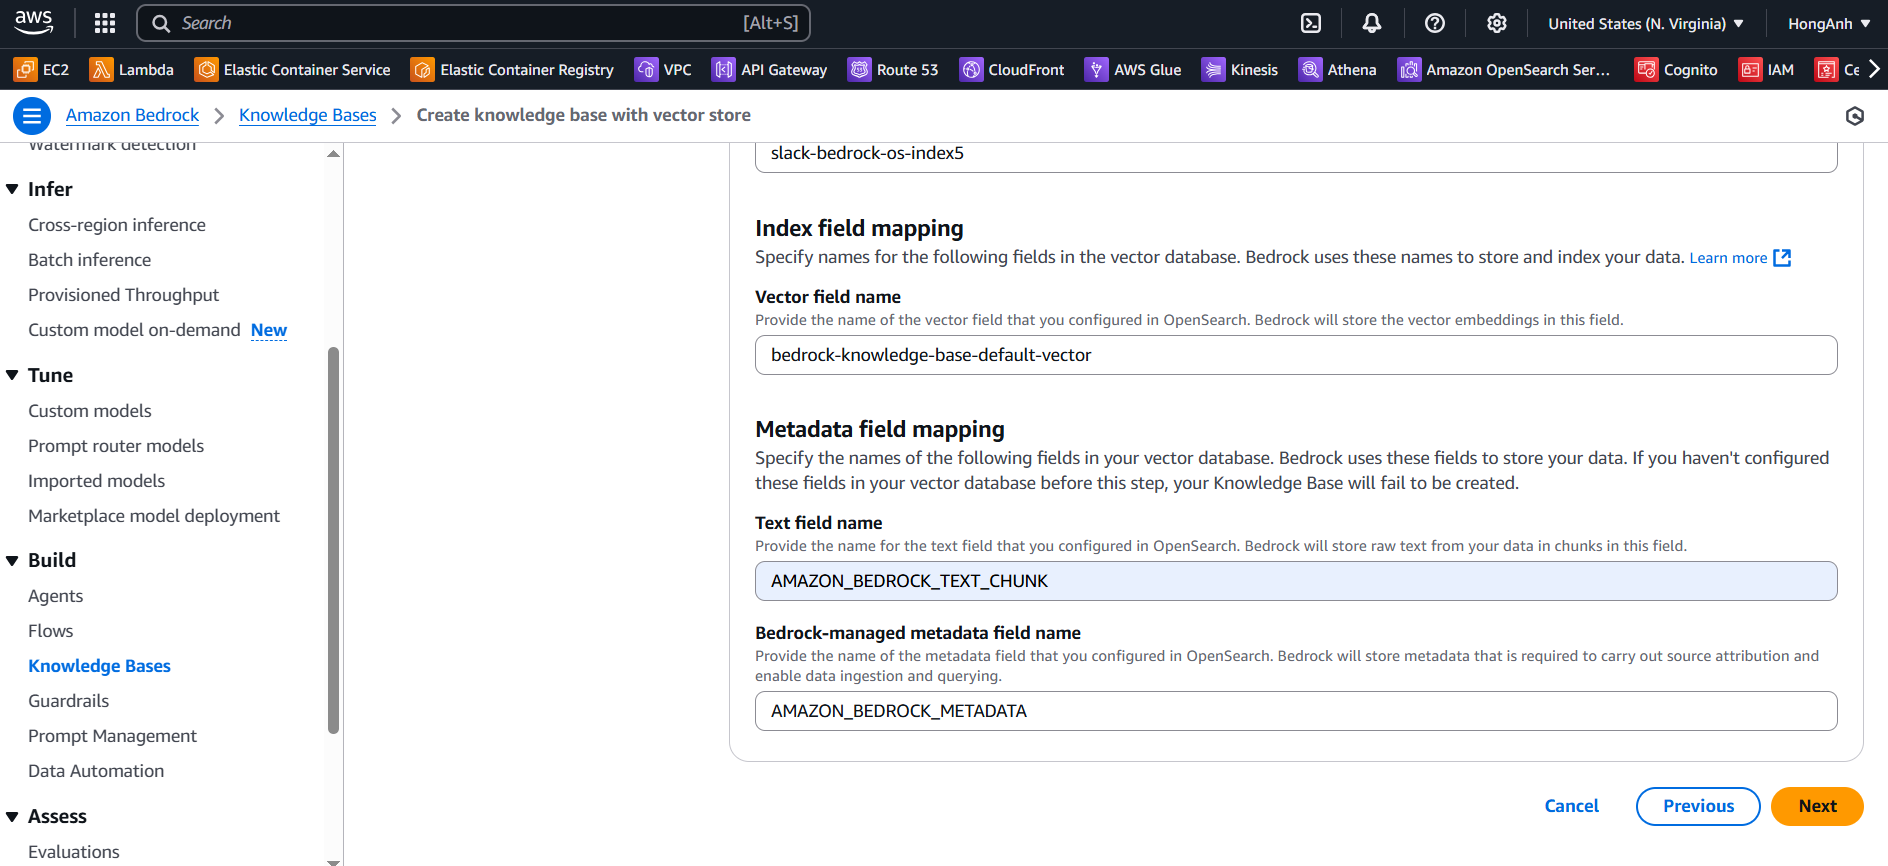 aws
Search [Alt+S]
United States (N. Virginia)
HongAnh
EC2
Lambda
Elastic Container Service
Elastic Container Registry
VPC
API Gateway
Route 53
CloudFront
AWS Glue
Kinesis
Athena
Amazon OpenSearch Ser...
Cognito
IAM
Ce
Amazon Bedrock
Knowledge Bases
Create knowledge base with vector store
Watermark detection
Infer
Cross-region inference
Batch inference
Provisioned Throughput
Custom model on-demand New
Tune
Custom models
Prompt router models
Imported models
Marketplace model deployment
Build
Agents
Flows
Knowledge Bases
Guardrails
Prompt Management
Data Automation
Assess
Evaluations
slack-bedrock-os-index5
Index field mapping
Specify names for the following fields in the vector database. Bedrock uses these names to store and index your data. Learn more
Vector field name
Provide the name of the vector field that you configured in OpenSearch. Bedrock will store the vector embeddings in this field.
bedrock-knowledge-base-default-vector
Metadata field mapping
Specify the names of the following fields in your vector database. Bedrock uses these fields to store your data. If you haven't configured
these fields in your vector database before this step, your Knowledge Base will fail to be created.
Text field name
Provide the name for the text field that you configured in OpenSearch. Bedrock will store raw text from your data in chunks in this field.
AMAZON_BEDROCK_TEXT_CHUNK
Bedrock-managed metadata field name
Provide the name of the metadata field that you configured in OpenSearch. Bedrock will store metadata that is required to carry out source attribution and
enable data ingestion and querying.
AMAZON_BEDROCK_METADATA
Cancel
Previous
Next